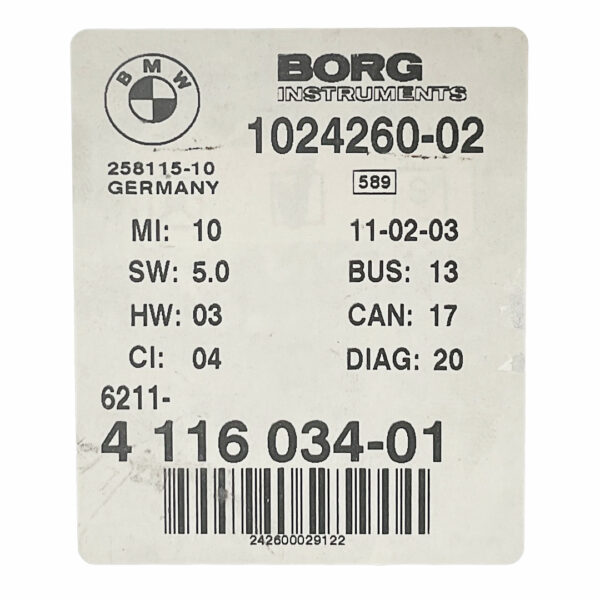 BMW
BORG
INSTRUMENTS
1024260-02
258115-10
GERMANY
589
MI: 10
11-02-03
SW: 5.0
BUS: 13
HW: 03
CAN: 17
CI: 04
DIAG: 20
6211-
4 116 034-01
242600029122